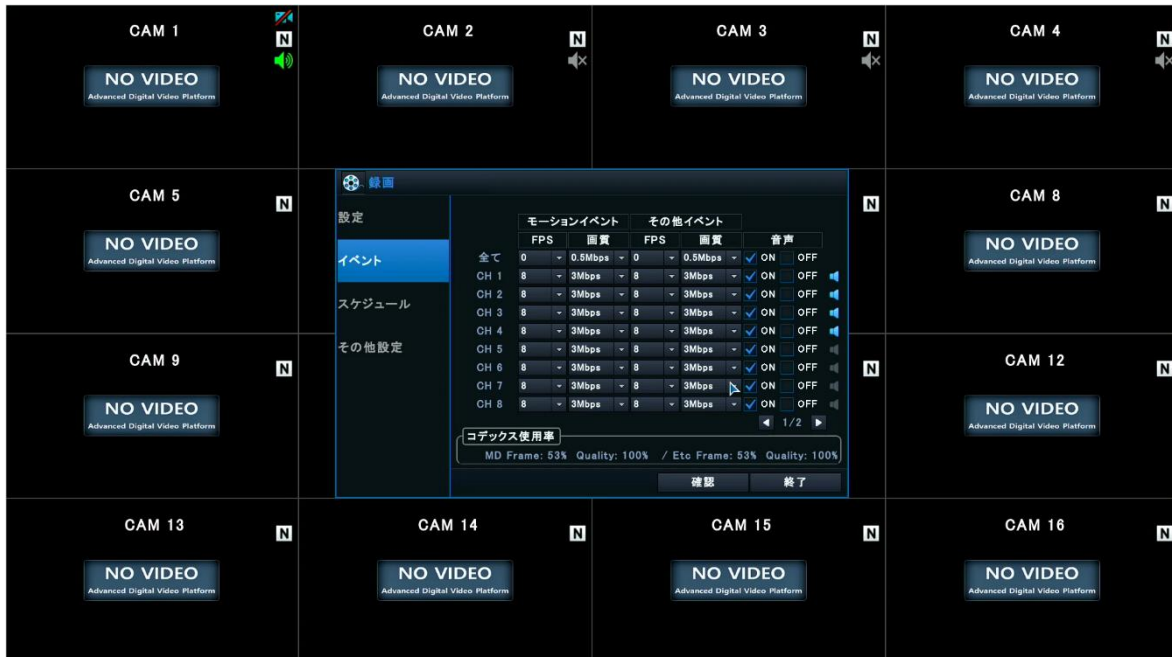 CAM 1
N
NO VIDEO
Advanced Digital Video Platform
CAM 2
N
NO VIDEO
Advanced Digital Video Platform
CAM 3
N
NO VIDEO
Advanced Digital Video Platform
CAM 4
N
NO VIDEO
Advanced Digital Video Platform
CAM 5
N
NO VIDEO
Advanced Digital Video Platform
録画
設定
イベント
スケジュール
その他設定
モーションイベント その他イベント
FPS 画質 FPS 画質 音声
全て 0 0.5Mbps 0 0.5Mbps ON OFF
CH 1 8 3Mbps 8 3Mbps ON OFF
CH 2 8 3Mbps 8 3Mbps ON OFF
CH 3 8 3Mbps 8 3Mbps ON OFF
CH 4 8 3Mbps 8 3Mbps ON OFF
CH 5 8 3Mbps 8 3Mbps ON OFF
CH 6 8 3Mbps 8 3Mbps ON OFF
CH 7 8 3Mbps 8 3Mbps ON OFF
CH 8 8 3Mbps 8 3Mbps ON OFF
1/2
コデックス使用率
MD Frame: 53% Quality: 100% / Etc Frame: 53% Quality: 100%
確認 終了
N
CAM 8
N
NO VIDEO
Advanced Digital Video Platform
CAM 9
N
NO VIDEO
Advanced Digital Video Platform
N
CAM 12
N
NO VIDEO
Advanced Digital Video Platform
CAM 13
N
NO VIDEO
Advanced Digital Video Platform
CAM 14
N
NO VIDEO
Advanced Digital Video Platform
CAM 15
N
NO VIDEO
Advanced Digital Video Platform
CAM 16
N
NO VIDEO
Advanced Digital Video Platform